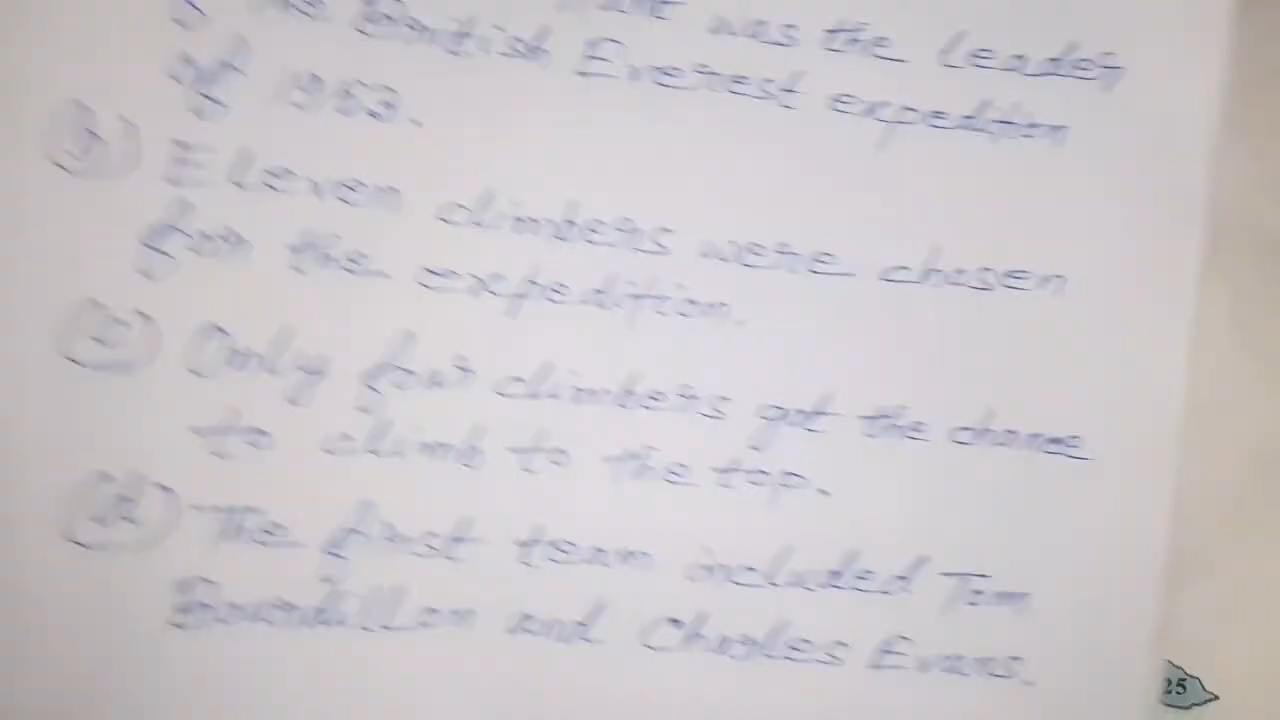 was the leader
British Everest expedition
of 1953.
(b) Eleven climbers were chosen
for the expedition.
(c) Only four climbers got the chance
to climb to the top.
(d) The first team included Tom
Bourdillon and Charles Evans.
25